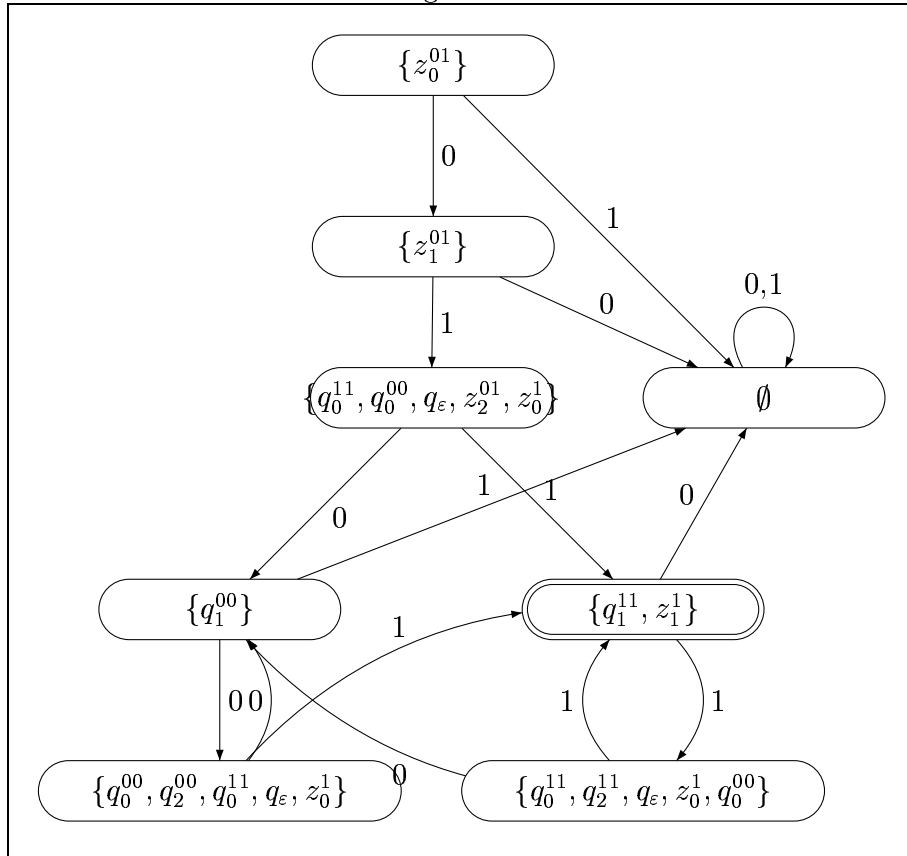 {z_0^{01}}
0
1
{z_1^{01}}
0
0,1
1
{q_0^{11}, q_0^{00}, q_ε, z_2^{01}, z_0^1}
∅
1
1
0
0
{q_1^{00}}
{q_1^{11}, z_1^1}
1
0 0
1
1
0
{q_0^{00}, q_2^{00}, q_0^{11}, q_ε, z_0^1}
{q_0^{11}, q_2^{11}, q_ε, z_0^1, q_0^{00}}